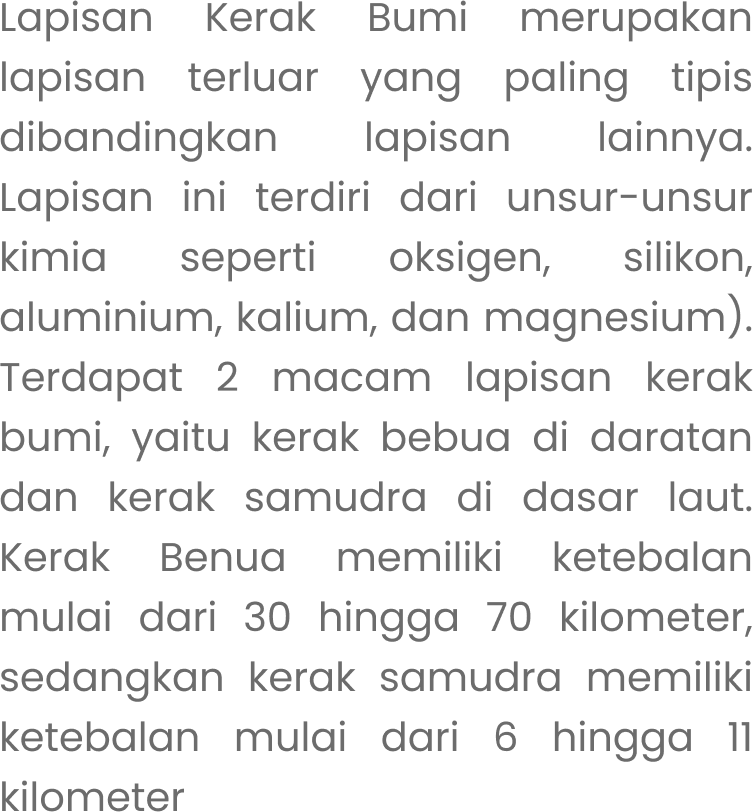 Lapisan Kerak Bumi merupakan
lapisan terluar yang paling tipis
dibandingkan lapisan lainnya.
Lapisan ini terdiri dari unsur-unsur
kimia seperti oksigen, silikon,
aluminium, kalium, dan magnesium).
Terdapat 2 macam lapisan kerak
bumi, yaitu kerak bebua di daratan
dan kerak samudra di dasar laut.
Kerak Benua memiliki ketebalan
mulai dari 30 hingga 70 kilometer,
sedangkan kerak samudra memiliki
ketebalan mulai dari 6 hingga 11
kilometer